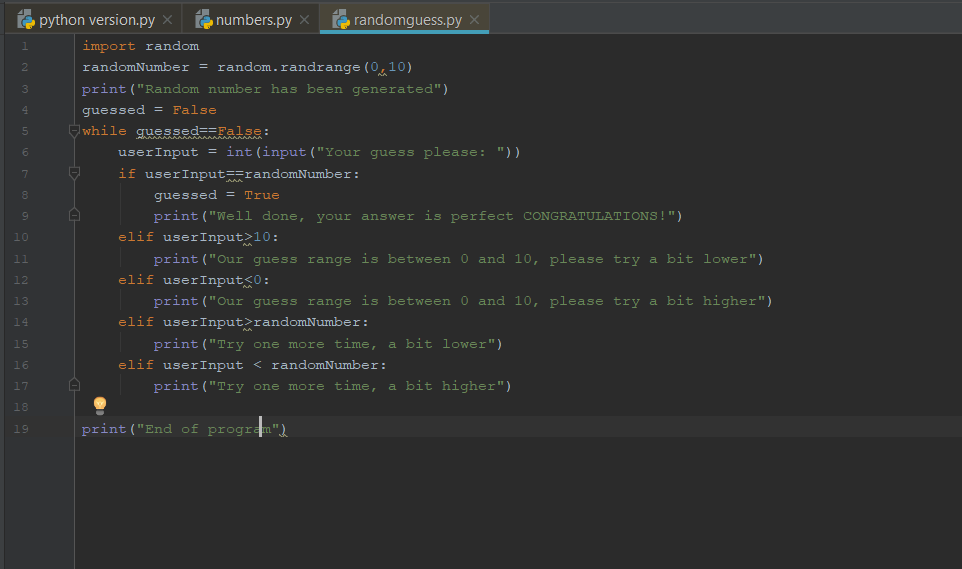 python version.py numbers.py randomguess.py
1 import random
2 randomNumber = random.randrange(0,10)
3 print("Random number has been generated")
4 guessed = False
5 while guessed==False:
6     userInput = int(input("Your guess please: "))
7     if userInput==randomNumber:
8         guessed = True
9         print("Well done, your answer is perfect CONGRATULATIONS!")
10     elif userInput>10:
11         print("Our guess range is between 0 and 10, please try a bit lower")
12     elif userInput<0:
13         print("Our guess range is between 0 and 10, please try a bit higher")
14     elif userInput>randomNumber:
15         print("Try one more time, a bit lower")
16     elif userInput < randomNumber:
17         print("Try one more time, a bit higher")
18
19 print("End of program")